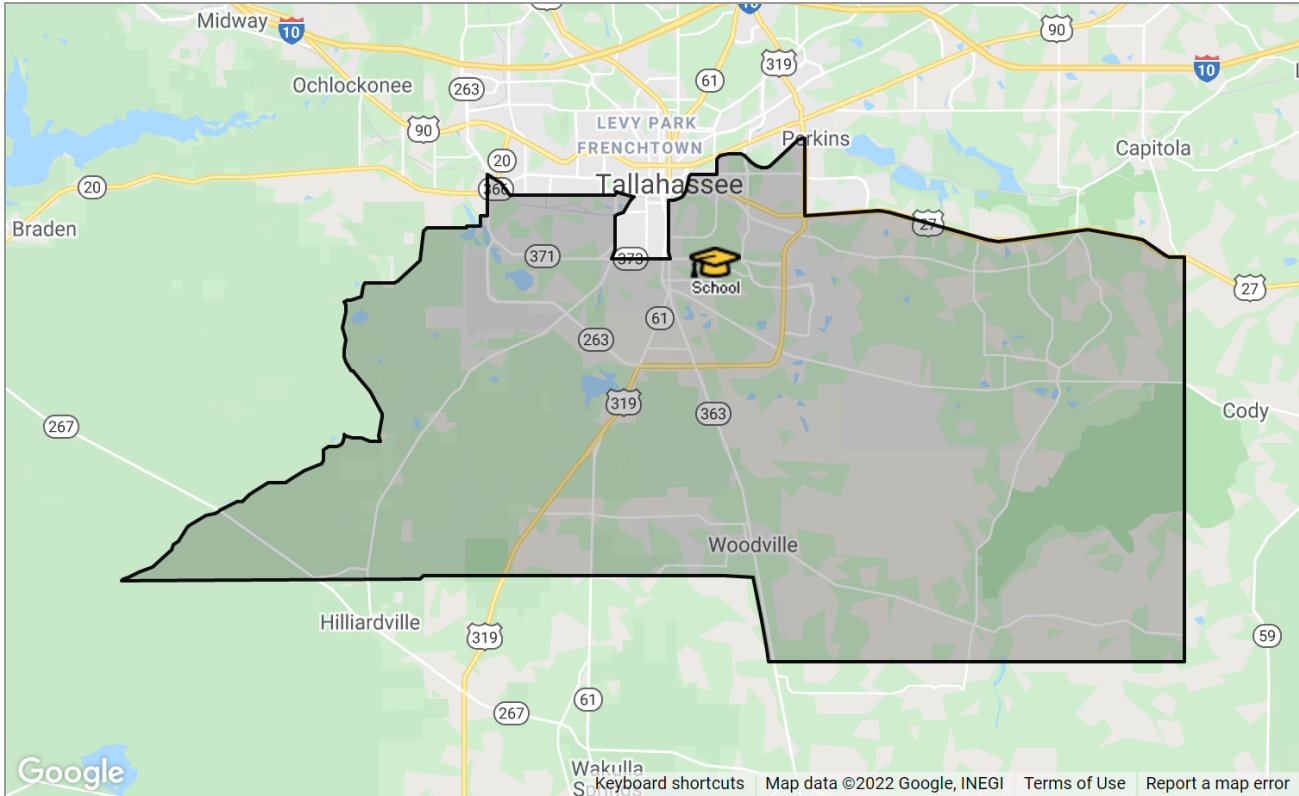 Midway
10
90
319
10
Ochlockonee
263
61
LEVY PARK
FRENCHTOWN
90
Perkins
Capitola
20
366
Tallahassee
20
Braden
27
371
373
School
27
61
263
319
363
Cody
267
Woodville
Hilliardville
319
59
61
267
Wakulla
Google
Keyboard shortcuts
Map data ©2022 Google, INEGI
Terms of Use
Report a map error